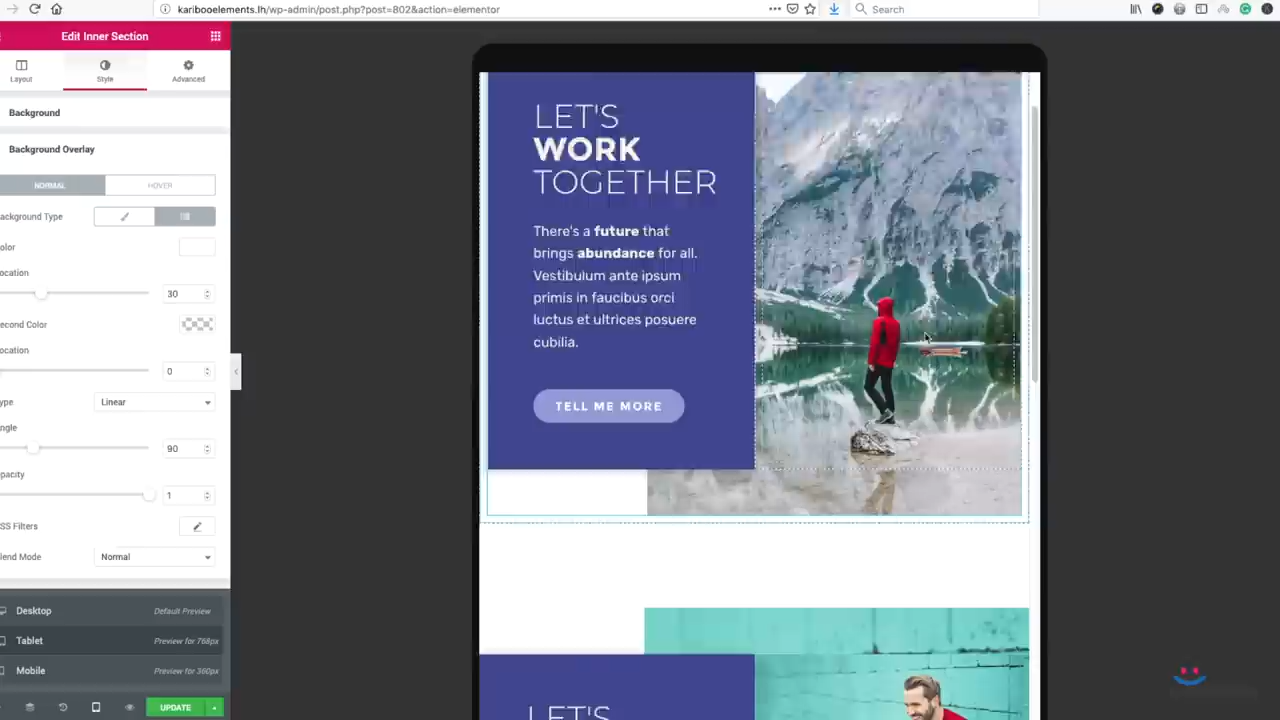 karibooelements.lh/wp-admin/post.php?post=802&action=elementor
Search
Edit Inner Section
Layout
Style
Advanced
Background
Background Overlay
NORMAL
HOVER
ackground Type
olor
ocation
30
econd Color
ocation
0
ype
Linear
ngle
90
pacity
1
SS Filters
lend Mode
Normal
Desktop
Default Preview
Tablet
Preview for 768px
Mobile
Preview for 360px
UPDATE
LET'S
WORK
TOGETHER
There's a future that
brings abundance for all.
Vestibulum ante ipsum
primis in faucibus orci
luctus et ultrices posuere
cubilia.
TELL ME MORE
LET'S